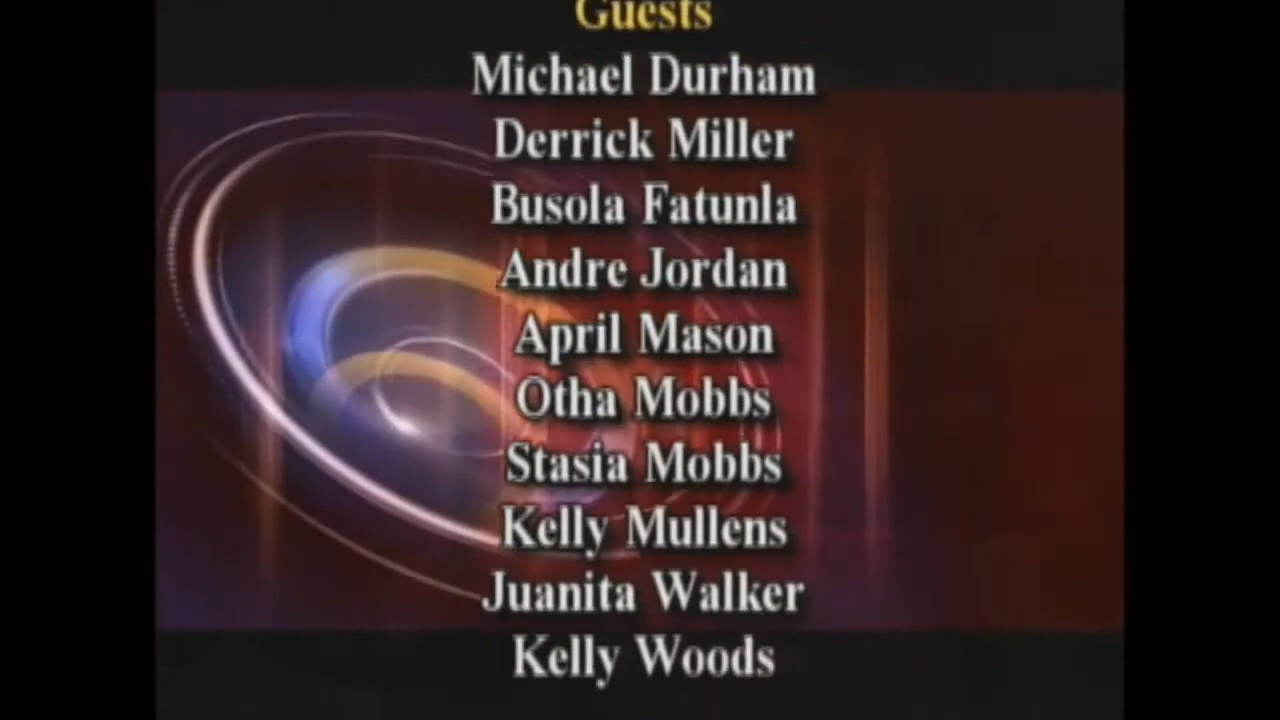 Guests
Michael Durham
Derrick Miller
Busola Fatunla
Andre Jordan
April Mason
Otha Mobbs
Stasia Mobbs
Kelly Mullens
Juanita Walker
Kelly Woods